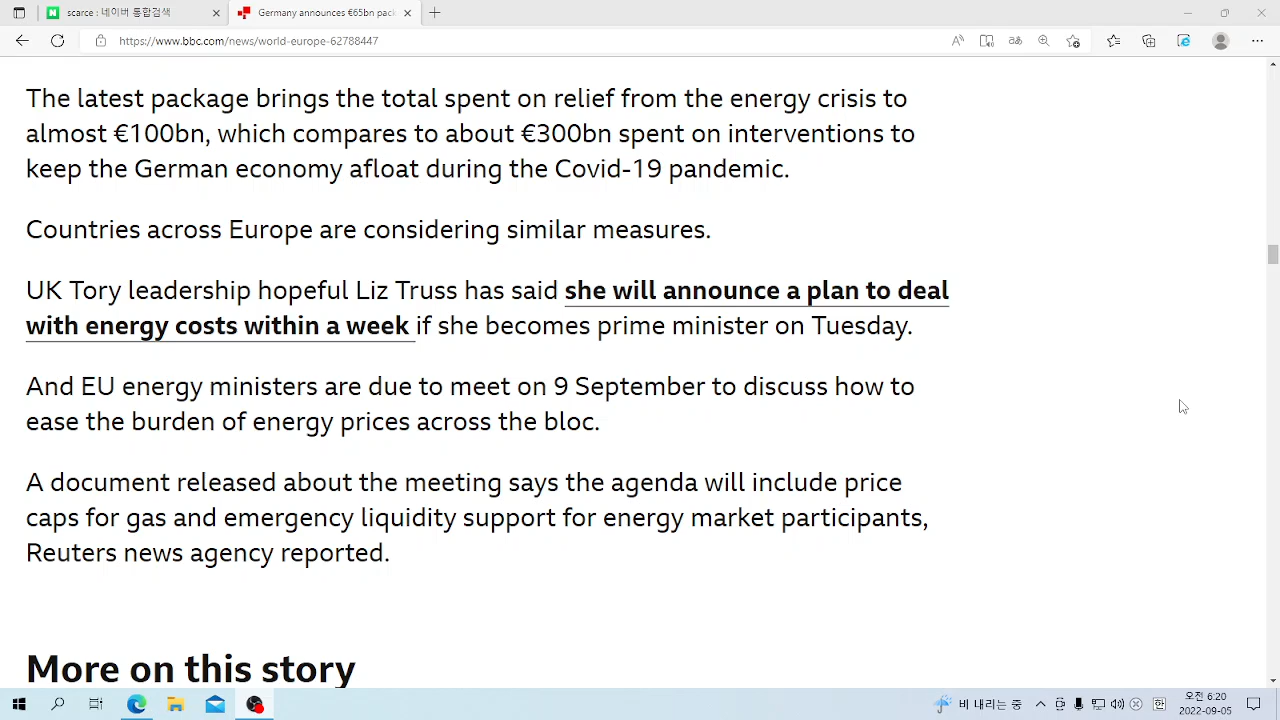 scarce : 네이버 통합검색
Germany announces €65bn pack
https://www.bbc.com/news/world-europe-62788447
The latest package brings the total spent on relief from the energy crisis to
almost €100bn, which compares to about €300bn spent on interventions to
keep the German economy afloat during the Covid-19 pandemic.
Countries across Europe are considering similar measures.
UK Tory leadership hopeful Liz Truss has said she will announce a plan to deal
with energy costs within a week if she becomes prime minister on Tuesday.
And EU energy ministers are due to meet on 9 September to discuss how to
ease the burden of energy prices across the bloc.
A document released about the meeting says the agenda will include price
caps for gas and emergency liquidity support for energy market participants,
Reuters news agency reported.
More on this story
비 내리는 중
오전 6:20
2022-09-05